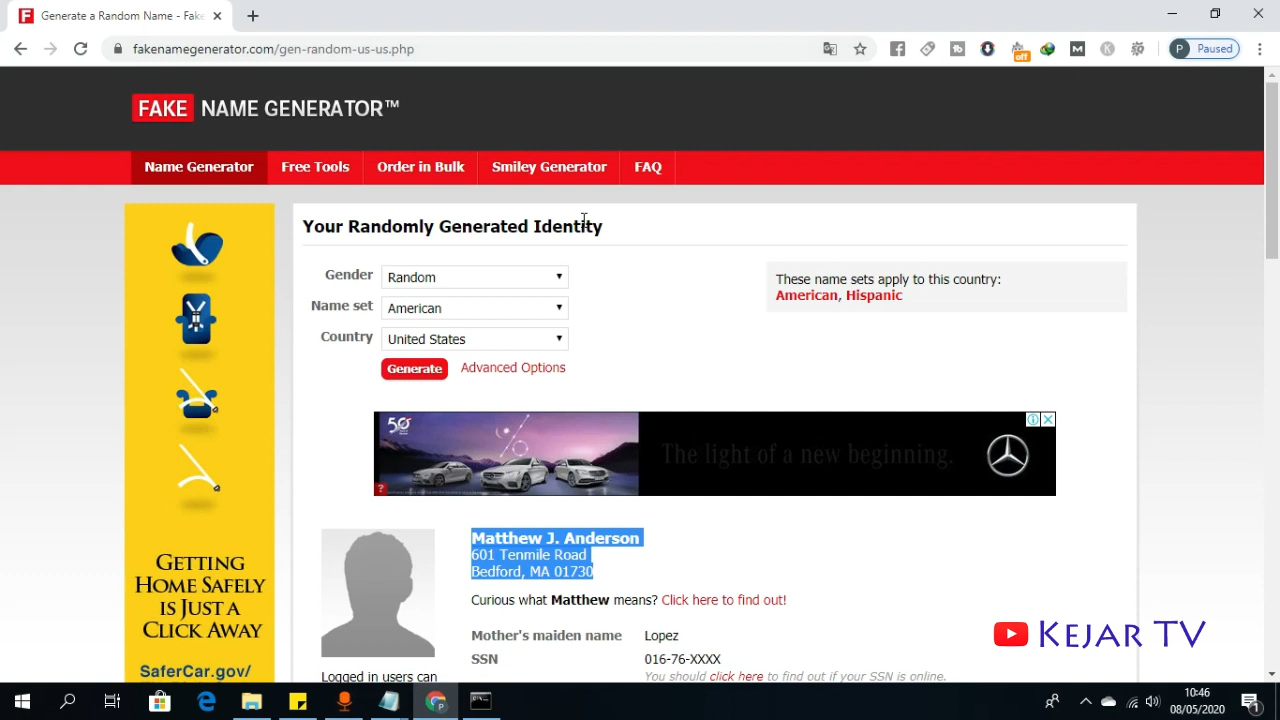 Generate a Random Name - Fake
fakenamegenerator.com/gen-random-us-us.php
off
M
K
P Paused
FAKE NAME GENERATOR™
Name Generator
Free Tools
Order in Bulk
Smiley Generator
FAQ
Your Randomly Generated Identity
Gender
Random
Name set
American
Country
United States
Generate
Advanced Options
These name sets apply to this country:
American, Hispanic
50
The light of a new beginning.
?
Matthew J. Anderson
601 Tenmile Road
Bedford, MA 01730
Curious what Matthew means? Click here to find out!
Mother's maiden name
Lopez
SSN
016-76-XXXX
You should click here to find out if your SSN is online.
Logged in users can
GETTING
HOME SAFELY
IS JUST A
CLICK AWAY
SAFERCAR.gov/
KEJAR TV
10:46
08/05/2020
1